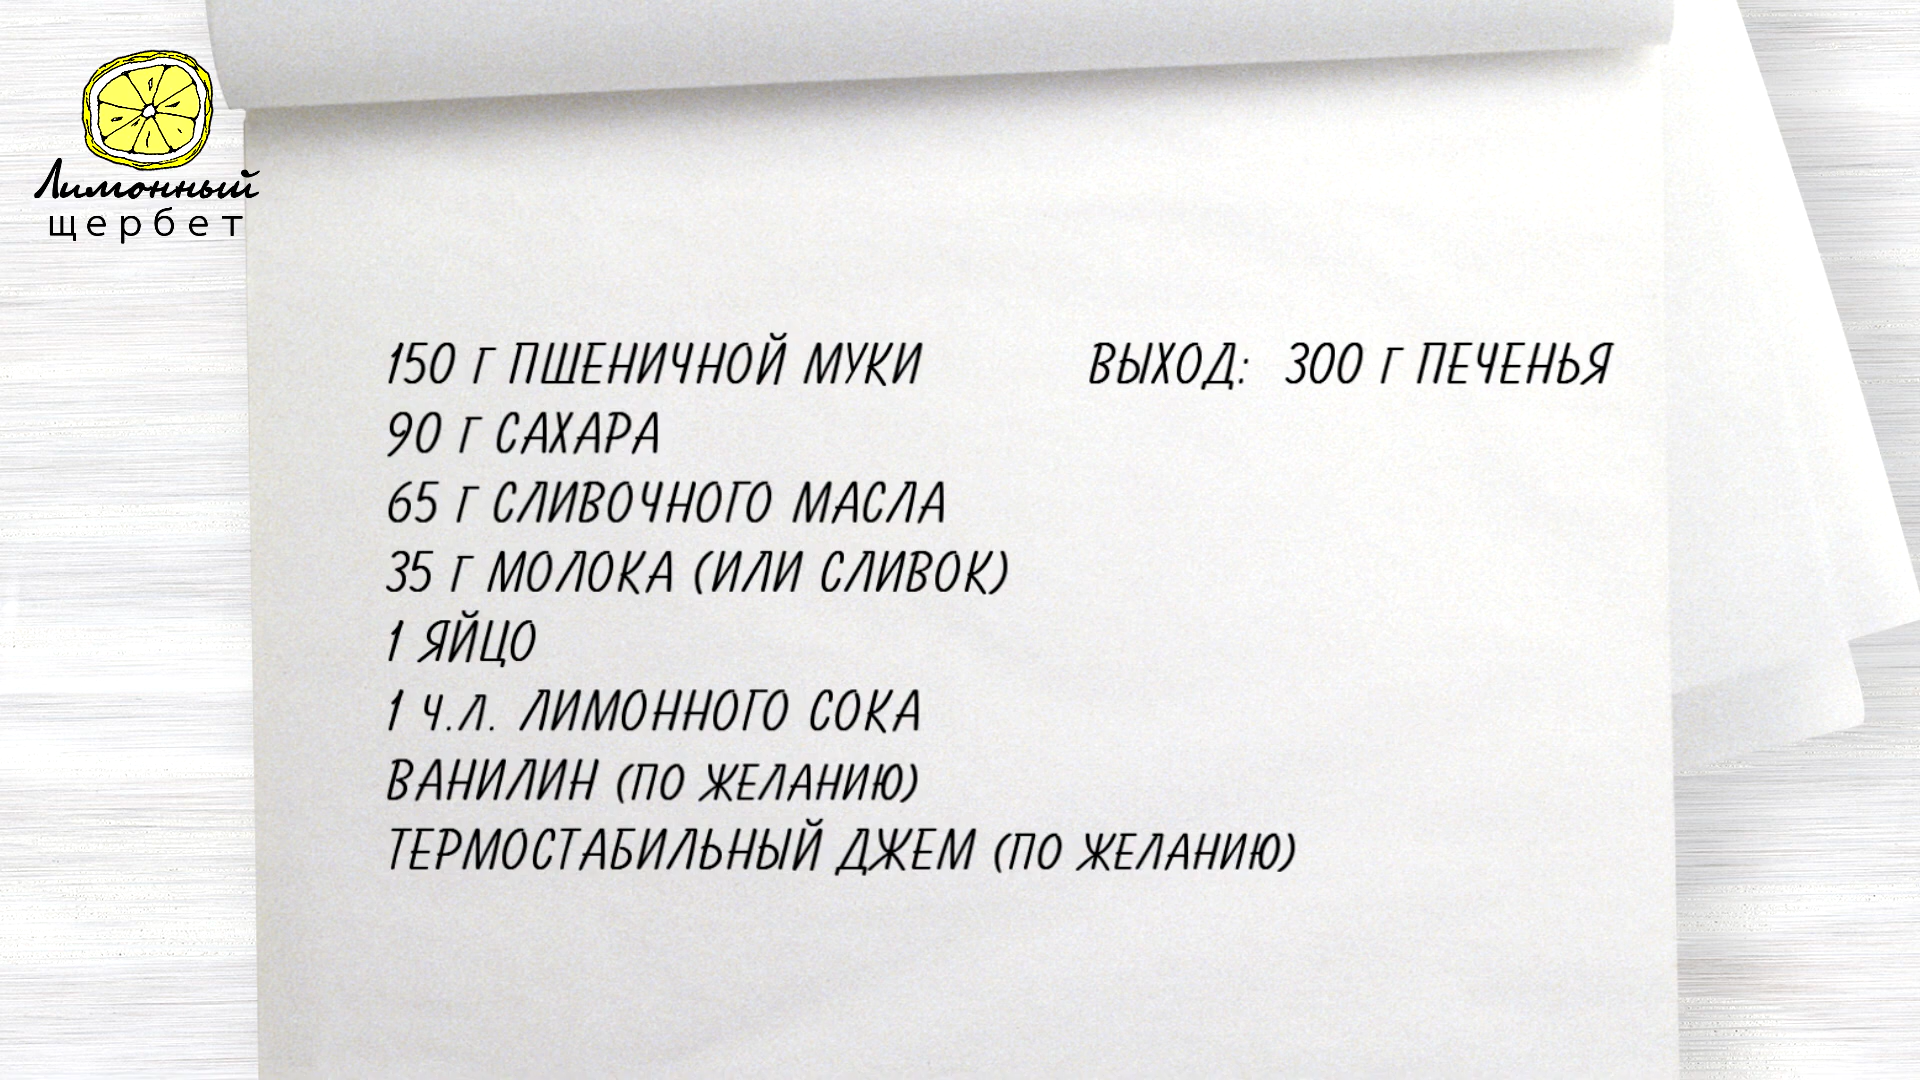 Лимонный
щербет
150 г ПШЕНИЧНОЙ МУКИ
90 г САХАРА
65 г СЛИВОЧНОГО МАСЛА
35 г МОЛОКА (ИЛИ СЛИВОК)
1 ЯЙЦО
1 ч.л. ЛИМОННОГО СОКА
ВАНИЛИН (ПО ЖЕЛАНИЮ)
ТЕРМОСТАБИЛЬНЫЙ ДЖЕМ (ПО ЖЕЛАНИЮ)
ВЫХОД: 300 г ПЕЧЕНЬЯ